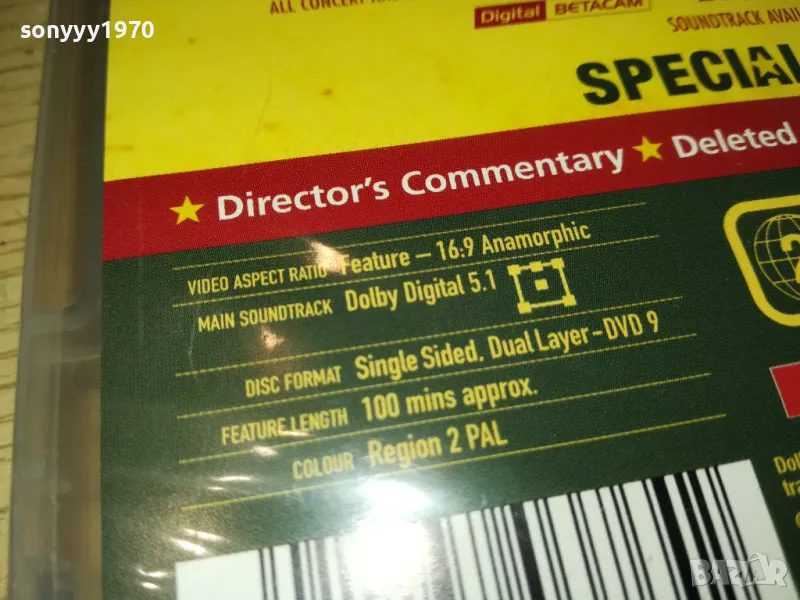 sonyyy1970
ALL CONCERT
Digital BETACAM
SOUNDTRACK
SPECIAL
★ Director's Commentary ★ Deleted
VIDEO ASPECT RATIO Feature – 16:9 Anamorphic
MAIN SOUNDTRACK Dolby Digital 5.1
DISC FORMAT Single Sided, Dual Layer-DVD 9
FEATURE LENGTH 100 mins approx.
COLOUR Region 2 PAL
2
BAZAR